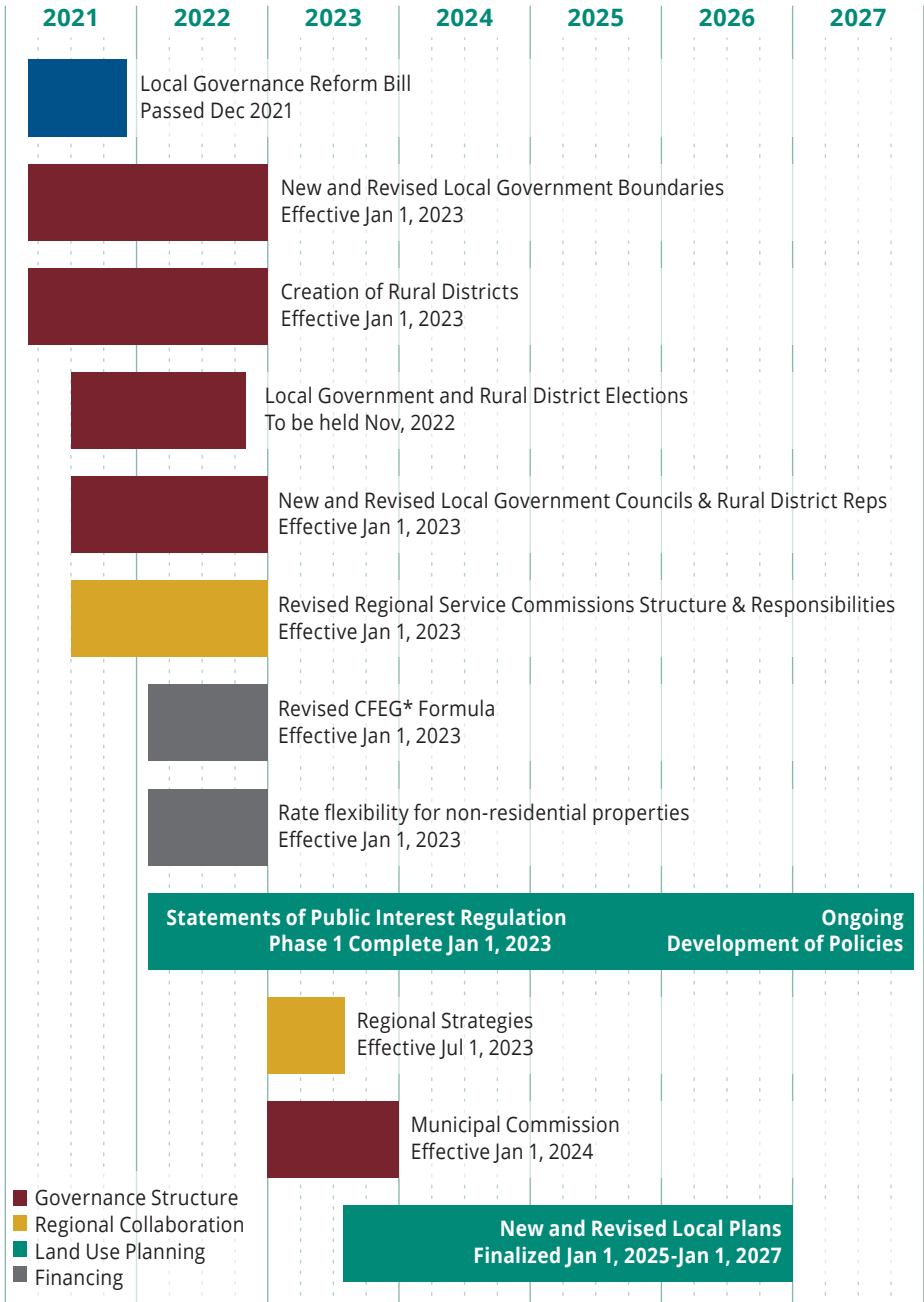 2021 2022 2023 2024 2025 2026 2027
Local Governance Reform Bill
Passed Dec 2021
New and Revised Local Government Boundaries
Effective Jan 1, 2023
Creation of Rural Districts
Effective Jan 1, 2023
Local Government and Rural District Elections
To be held Nov, 2022
New and Revised Local Government Councils & Rural District Reps
Effective Jan 1, 2023
Revised Regional Service Commissions Structure & Responsibilities
Effective Jan 1, 2023
Revised CFEG* Formula
Effective Jan 1, 2023
Rate flexibility for non-residential properties
Effective Jan 1, 2023
Statements of Public Interest Regulation
Phase 1 Complete Jan 1, 2023
Ongoing
Development of Policies
Regional Strategies
Effective Jul 1, 2023
Municipal Commission
Effective Jan 1, 2024
New and Revised Local Plans
Finalized Jan 1, 2025-Jan 1, 2027
Governance Structure
Regional Collaboration
Land Use Planning
Financing